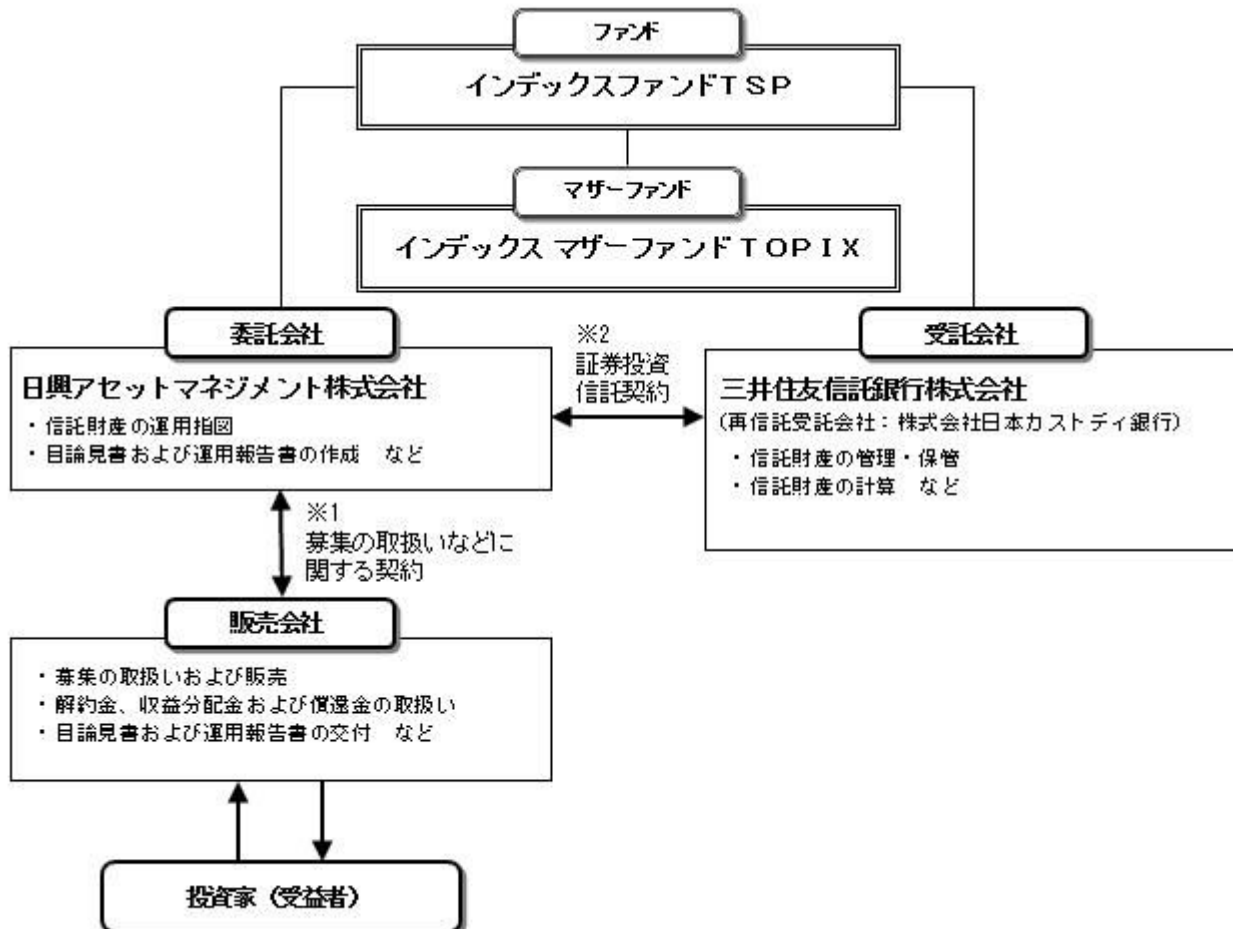 ファンド
インデックスファンドＴＳＰ
マザーファンド
インデックス マザーファンドＴＯＰＩＸ
委託会社
日興アセットマネジメント株式会社
・信託財産の運用指図
・目論見書および運用報告書の作成　など
※2
証券投資
信託契約
受託会社
三井住友信託銀行株式会社
(再信託受託会社：株式会社日本カストディ銀行)
・信託財産の管理・保管
・信託財産の計算　など
※1
募集の取扱いなどに
関する契約
販売会社
・募集の取扱いおよび販売
・解約金、収益分配金および償還金の取扱い
・目論見書および運用報告書の交付　など
投資家（受益者）